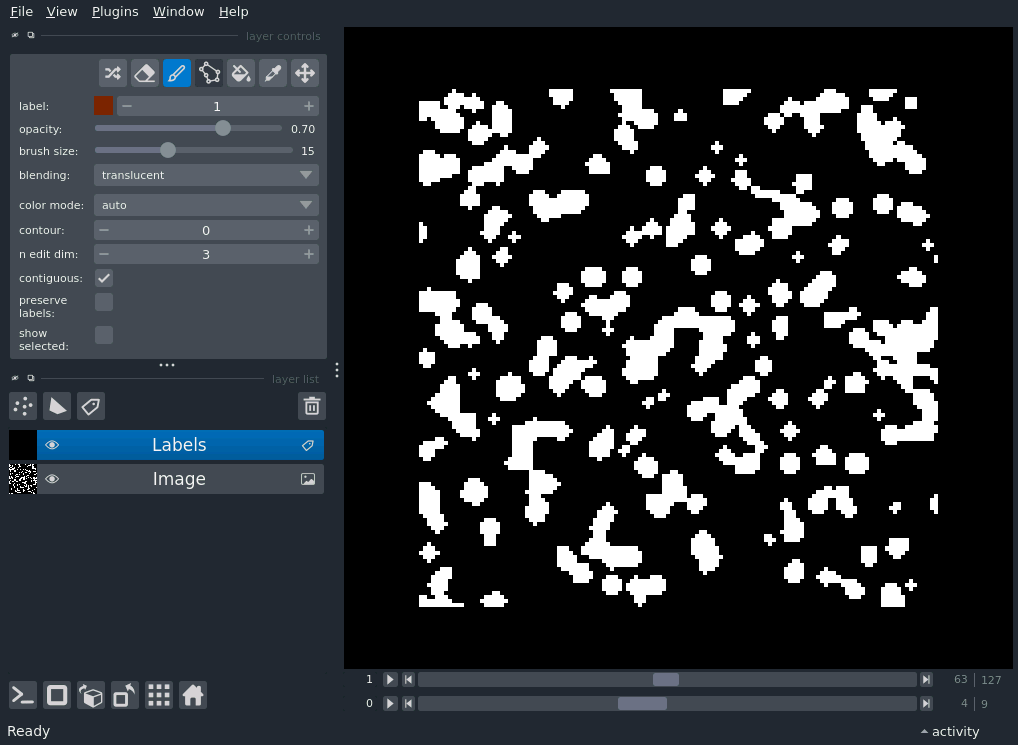 File View Plugins Window Help
layer controls
label: 1
opacity: 0.70
brush size: 15
blending: translucent
color mode: auto
contour: 0
n edit dim: 3
contiguous:
preserve
labels:
show
selected:
layer list
Labels
Image
1 63 127
0 4 9
Ready activity